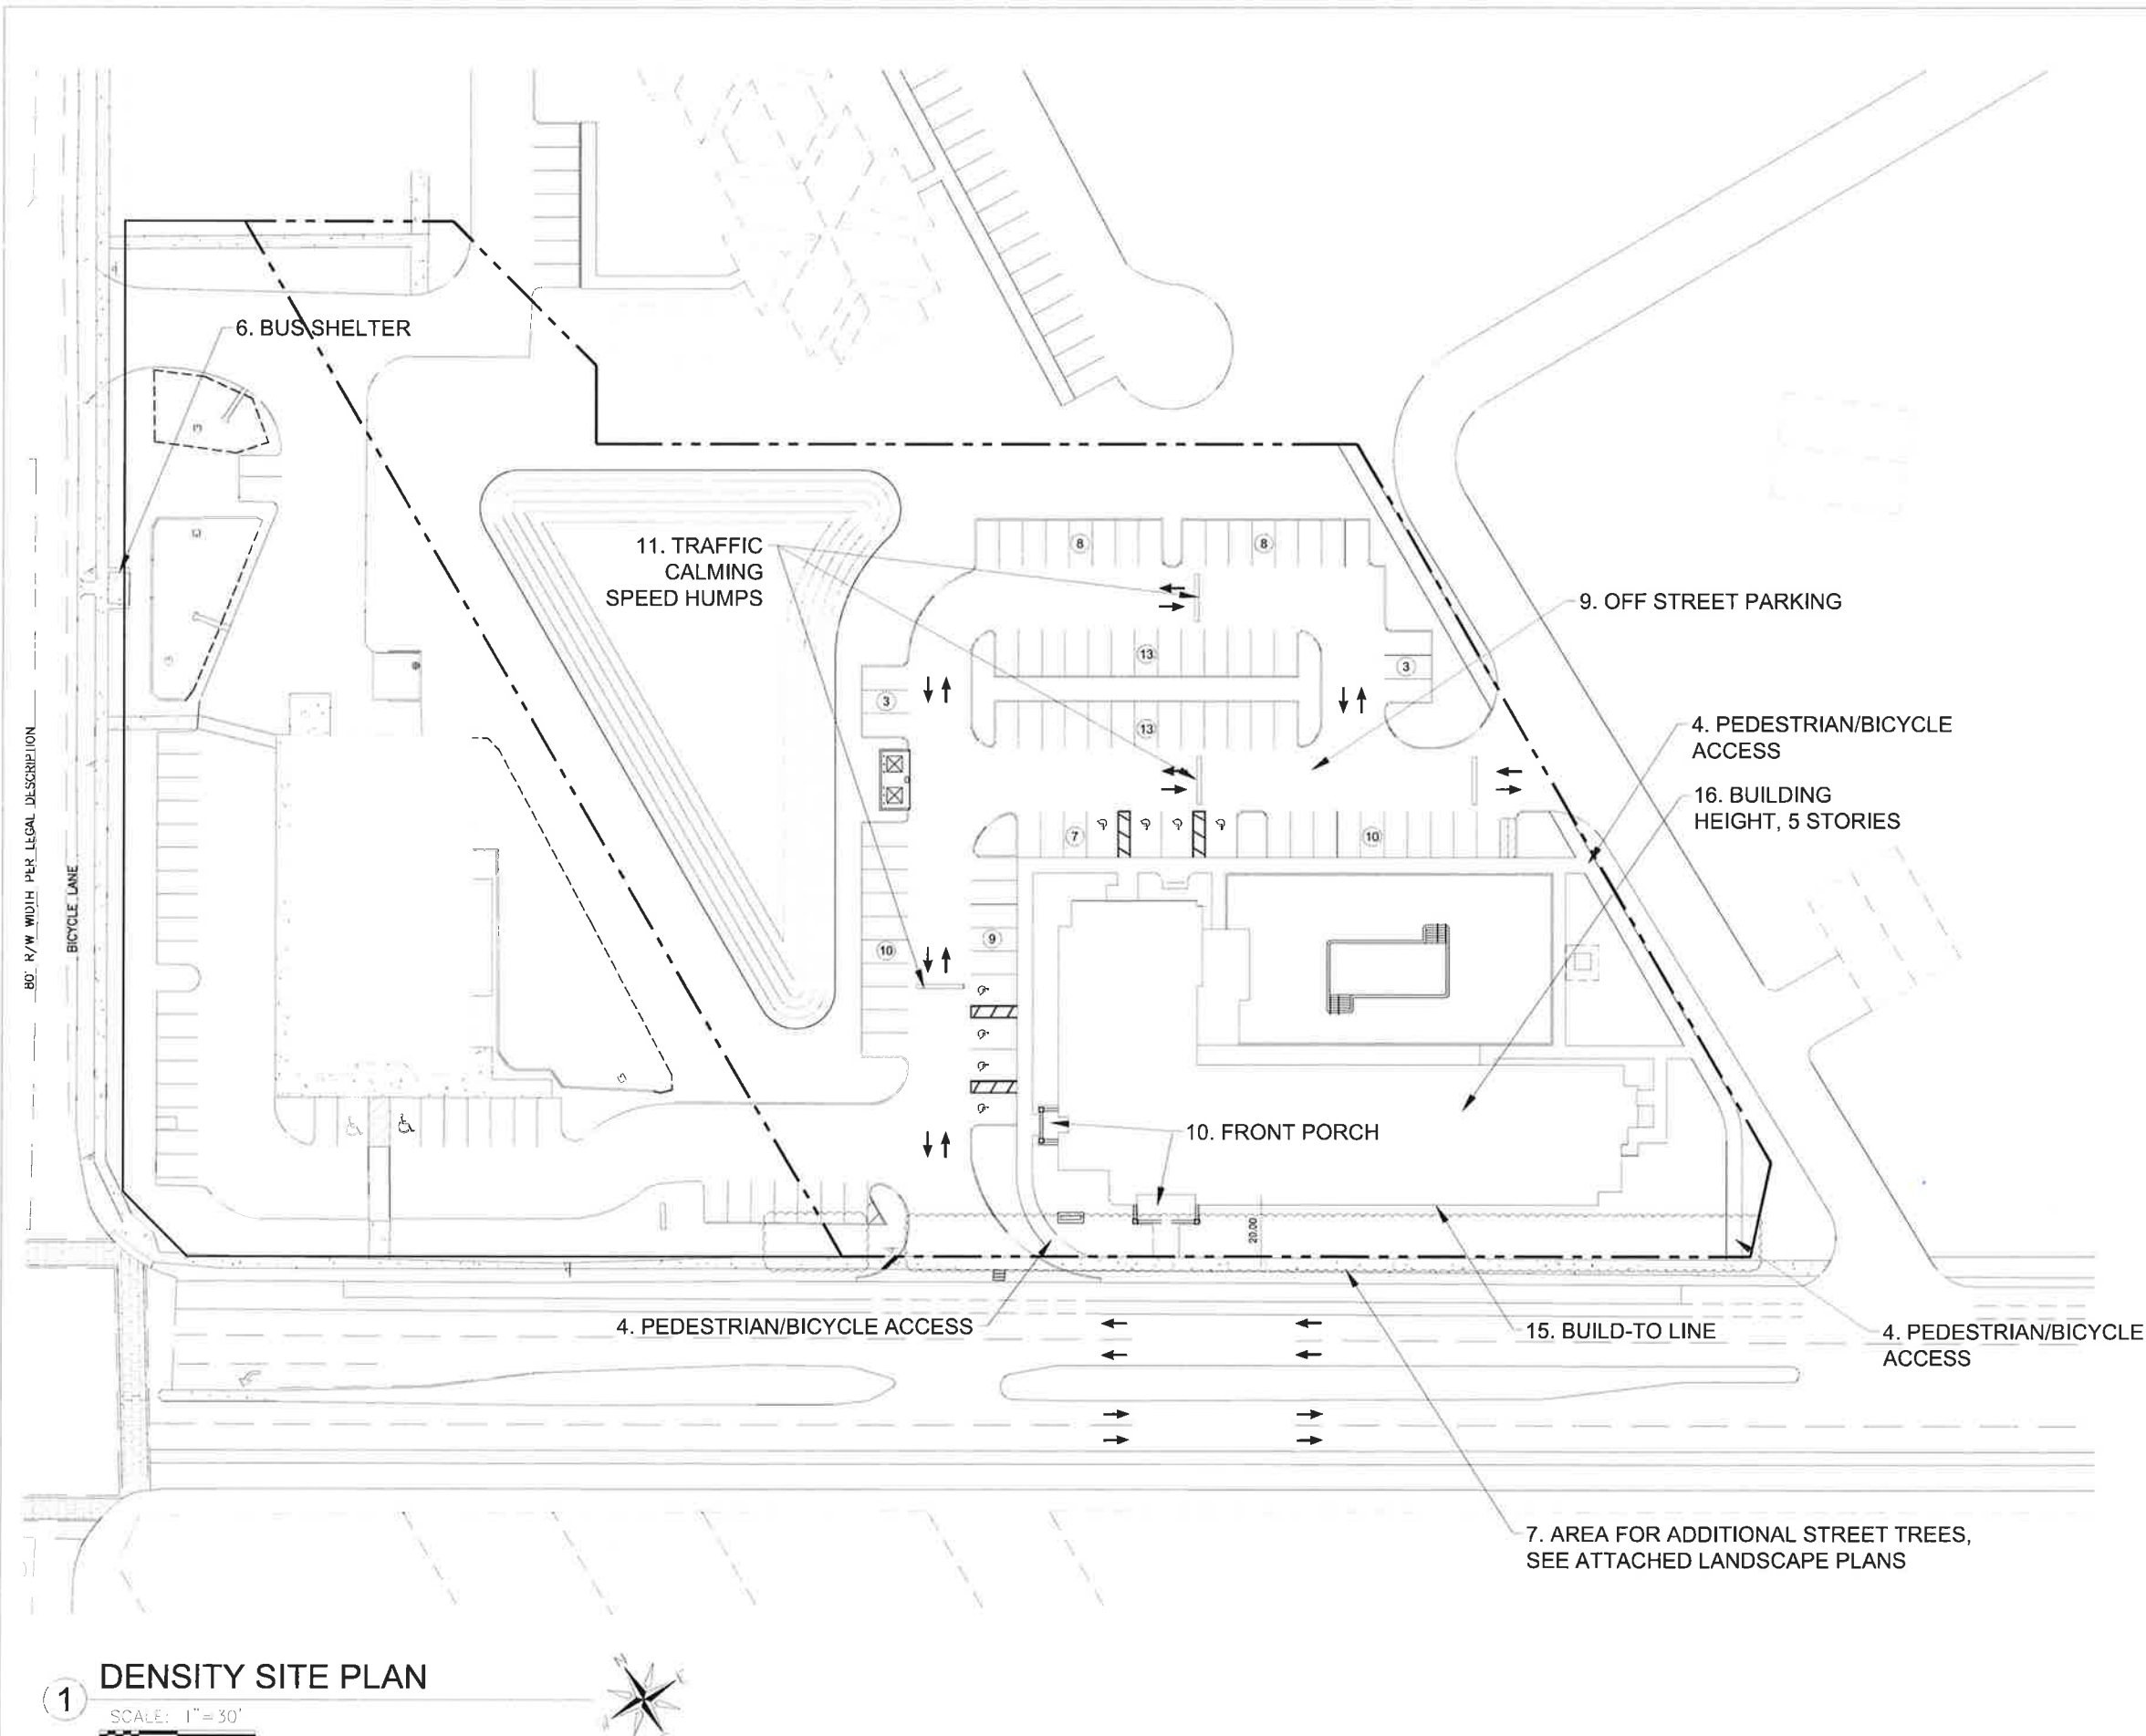 6. BUS SHELTER
11. TRAFFIC
CALMING
SPEED HUMPS
8
8
9. OFF STREET PARKING
13
3
3
13
4. PEDESTRIAN/BICYCLE
ACCESS
16. BUILDING
HEIGHT, 5 STORIES
7
10
80' R/W WIDTH PER LEGAL DESCRIPTION
BICYCLE LANE
10
9
10. FRONT PORCH
20.00
4. PEDESTRIAN/BICYCLE ACCESS
15. BUILD-TO LINE
4. PEDESTRIAN/BICYCLE
ACCESS
7. AREA FOR ADDITIONAL STREET TREES,
SEE ATTACHED LANDSCAPE PLANS
1
DENSITY SITE PLAN
SCALE: 1"=30'
N